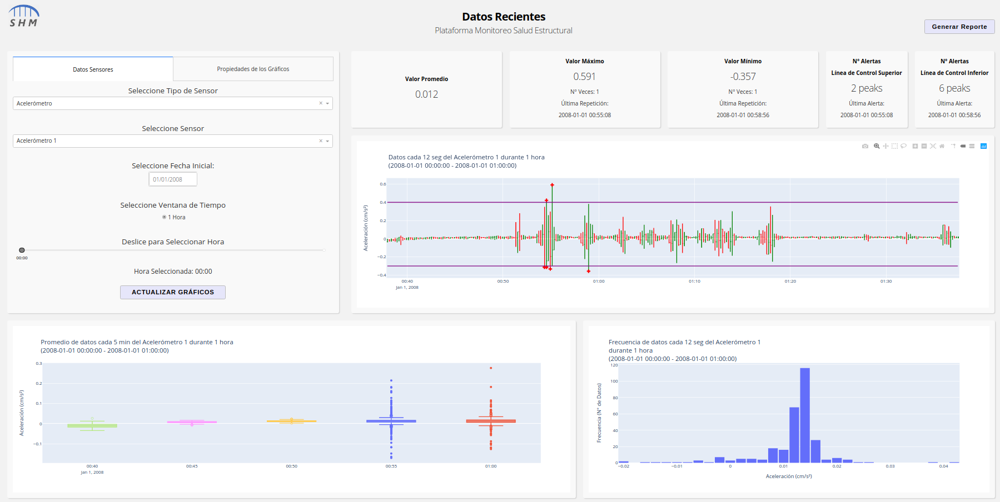 SHM
Datos Recientes
Plataforma Monitoreo Salud Estructural
Generar Reporte
Datos Sensores
Propiedades de los Gráficos
Seleccione Tipo de Sensor
Acelerómetro
Seleccione Sensor
Acelerómetro 1
Seleccione Fecha Inicial:
01/01/2008
Seleccione Ventana de Tiempo
1 Hora
Deslice para Seleccionar Hora
00:00
Hora Seleccionada: 00:00
ACTUALIZAR GRÁFICOS
Valor Promedio
0.012
Valor Máximo
0.591
N° Veces: 1
Última Repetición:
2008-01-01 00:55:08
Valor Mínimo
-0.357
N° Veces: 1
Última Repetición:
2008-01-01 00:58:56
N° Alertas
Línea de Control Superior
2 peaks
Última Alerta:
2008-01-01 00:55:08
N° Alertas
Línea de Control Inferior
6 peaks
Última Alerta:
2008-01-01 00:58:56
Datos cada 12 seg del Acelerómetro 1 durante 1 hora
(2008-01-01 00:00:00 - 2008-01-01 01:00:00)
Aceleración (cm/s²)
0.6
0.4
0.2
0
−0.2
−0.4
00:40 00:50 01:00 01:10 01:20 01:30
Jan 1, 2008
Promedio de datos cada 5 min del Acelerómetro 1 durante 1 hora
(2008-01-01 00:00:00 - 2008-01-01 01:00:00)
Aceleración (cm/s²)
0.3
0.2
0.1
0
−0.1
00:40 00:45 00:50 00:55 01:00
Jan 1, 2008
Frecuencia de datos cada 12 seg del Acelerómetro 1
durante 1 hora
(2008-01-01 00:00:00 - 2008-01-01 01:00:00)
Frecuencia (N° de Datos)
120
100
80
60
40
20
0
−0.02 −0.01 0 0.01 0.02 0.03 0.04
Aceleración (cm/s²)